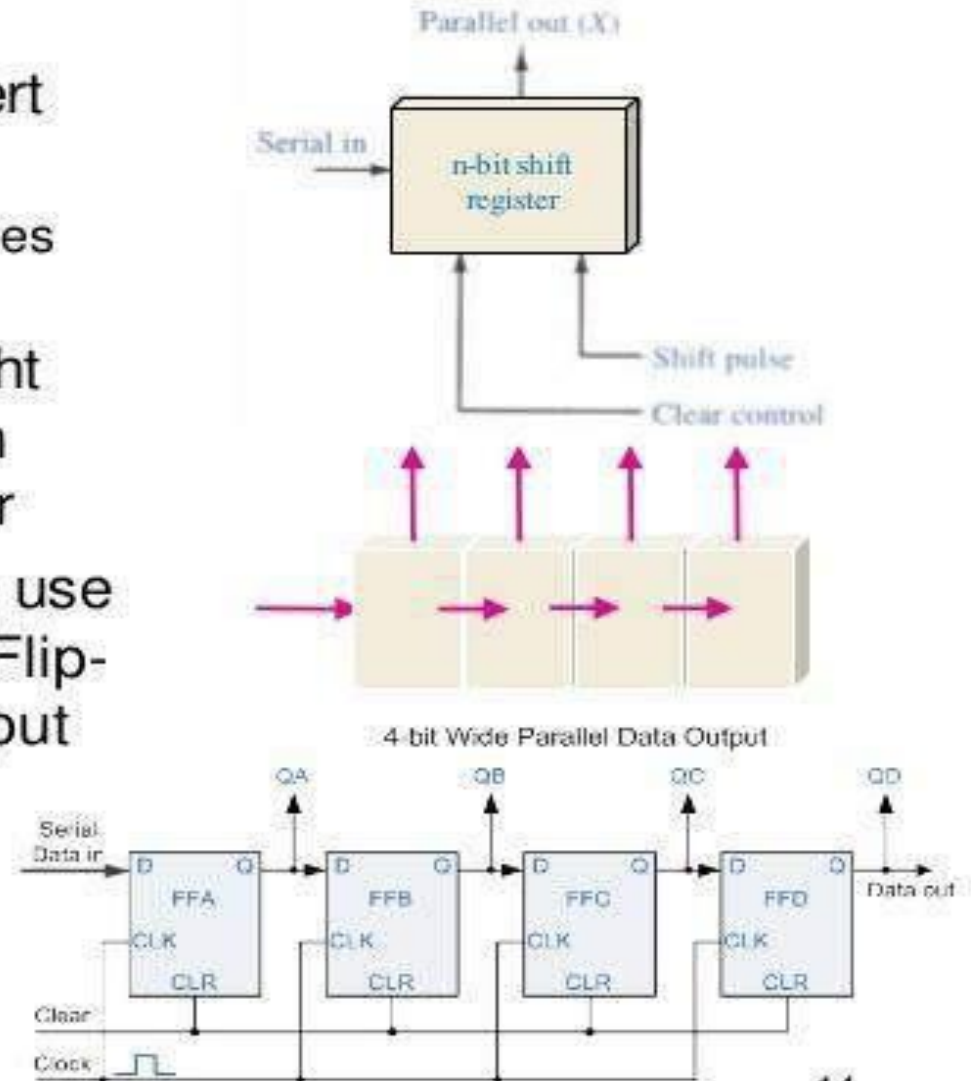 ert
es
ht
n
r
use
Flip-
out
Parallel out (X)
Serial in
n-bit shift
register
Shift pulse
Clear control
4-bit Wide Parallel Data Output
QA QB QC QD
Serial
Data in
D Q D Q D Q D Q
Data out
FFA FFB FFC FFD
CLK CLK CLK CLK
CLR CLR CLR CLR
Clear
Clock